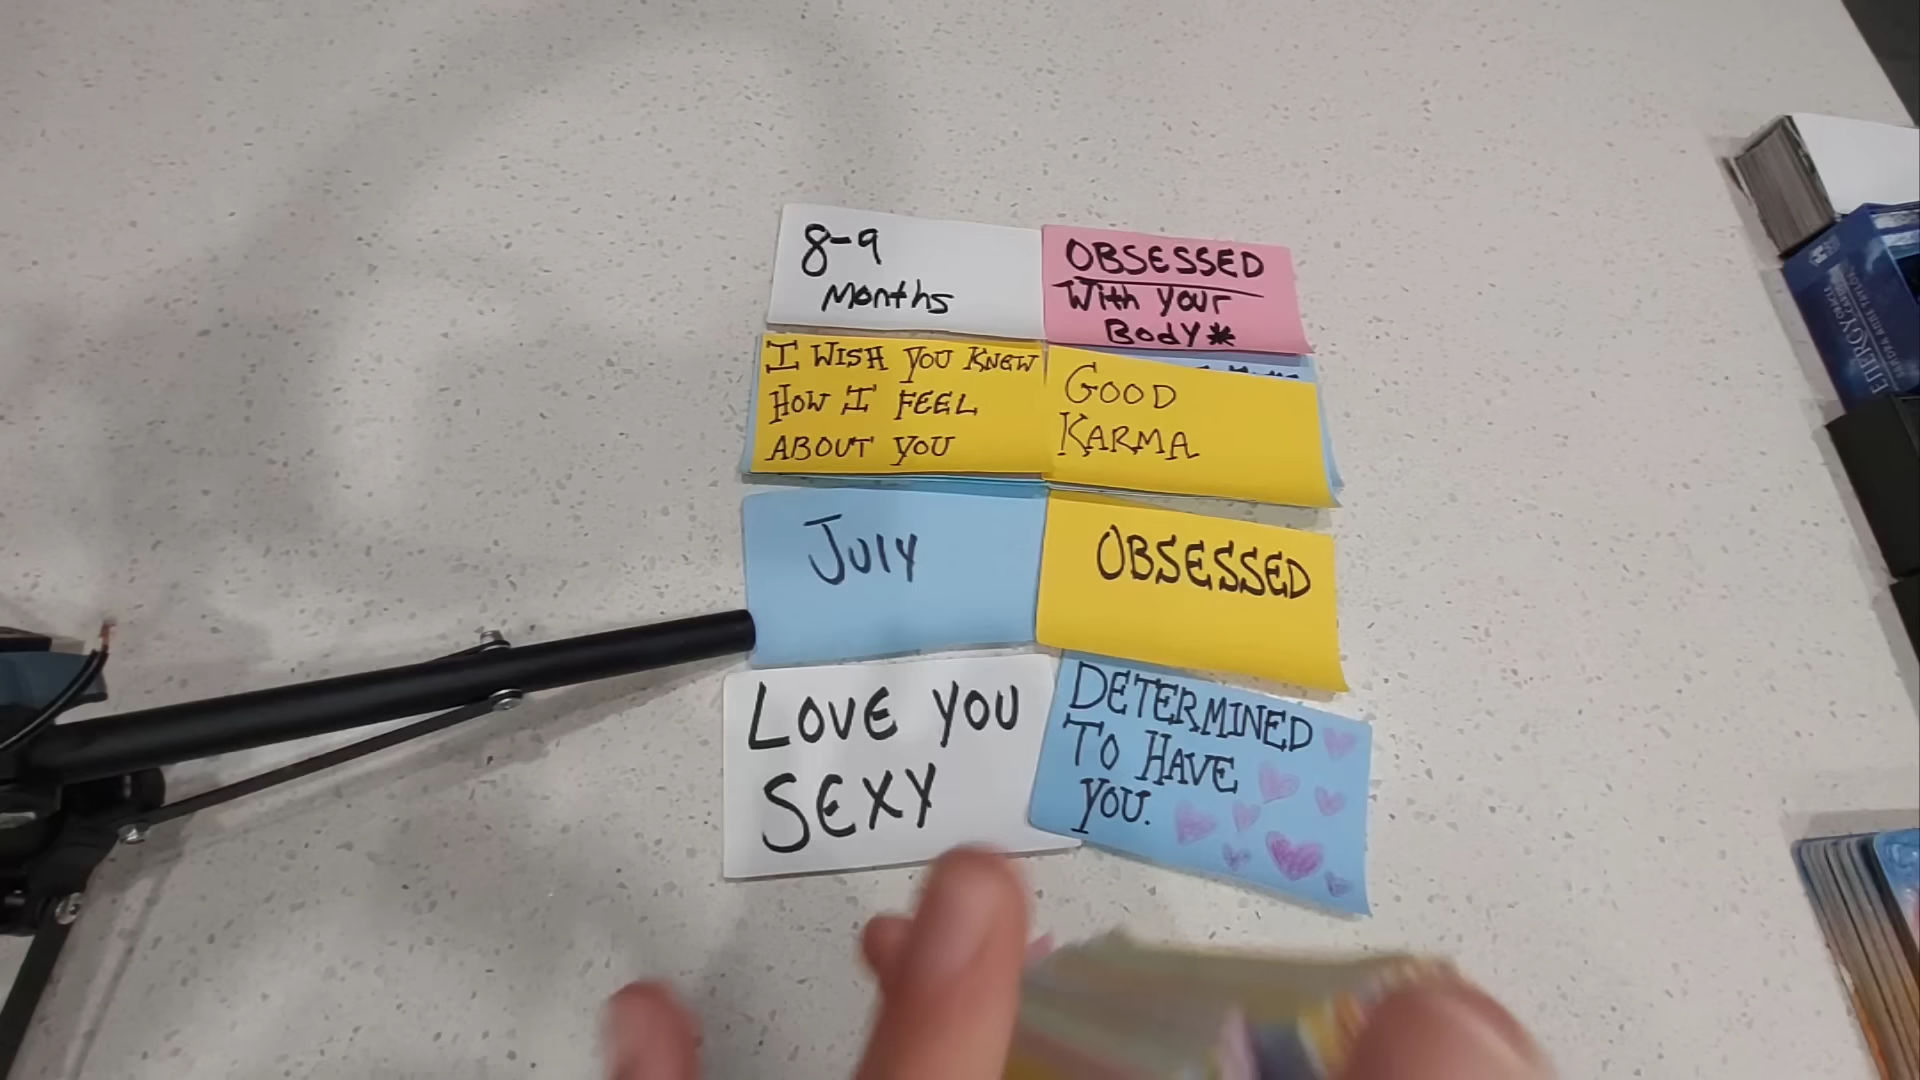 8-9
Months
OBSESSED
With your
BODY*
I WISH YOU KNEW
HOW I FEEL
ABOUT YOU
GOOD
KARMA
JULY
OBSESSED
LOVE YOU
SEXY
DETERMINED
TO HAVE
YOU.
ENERGY